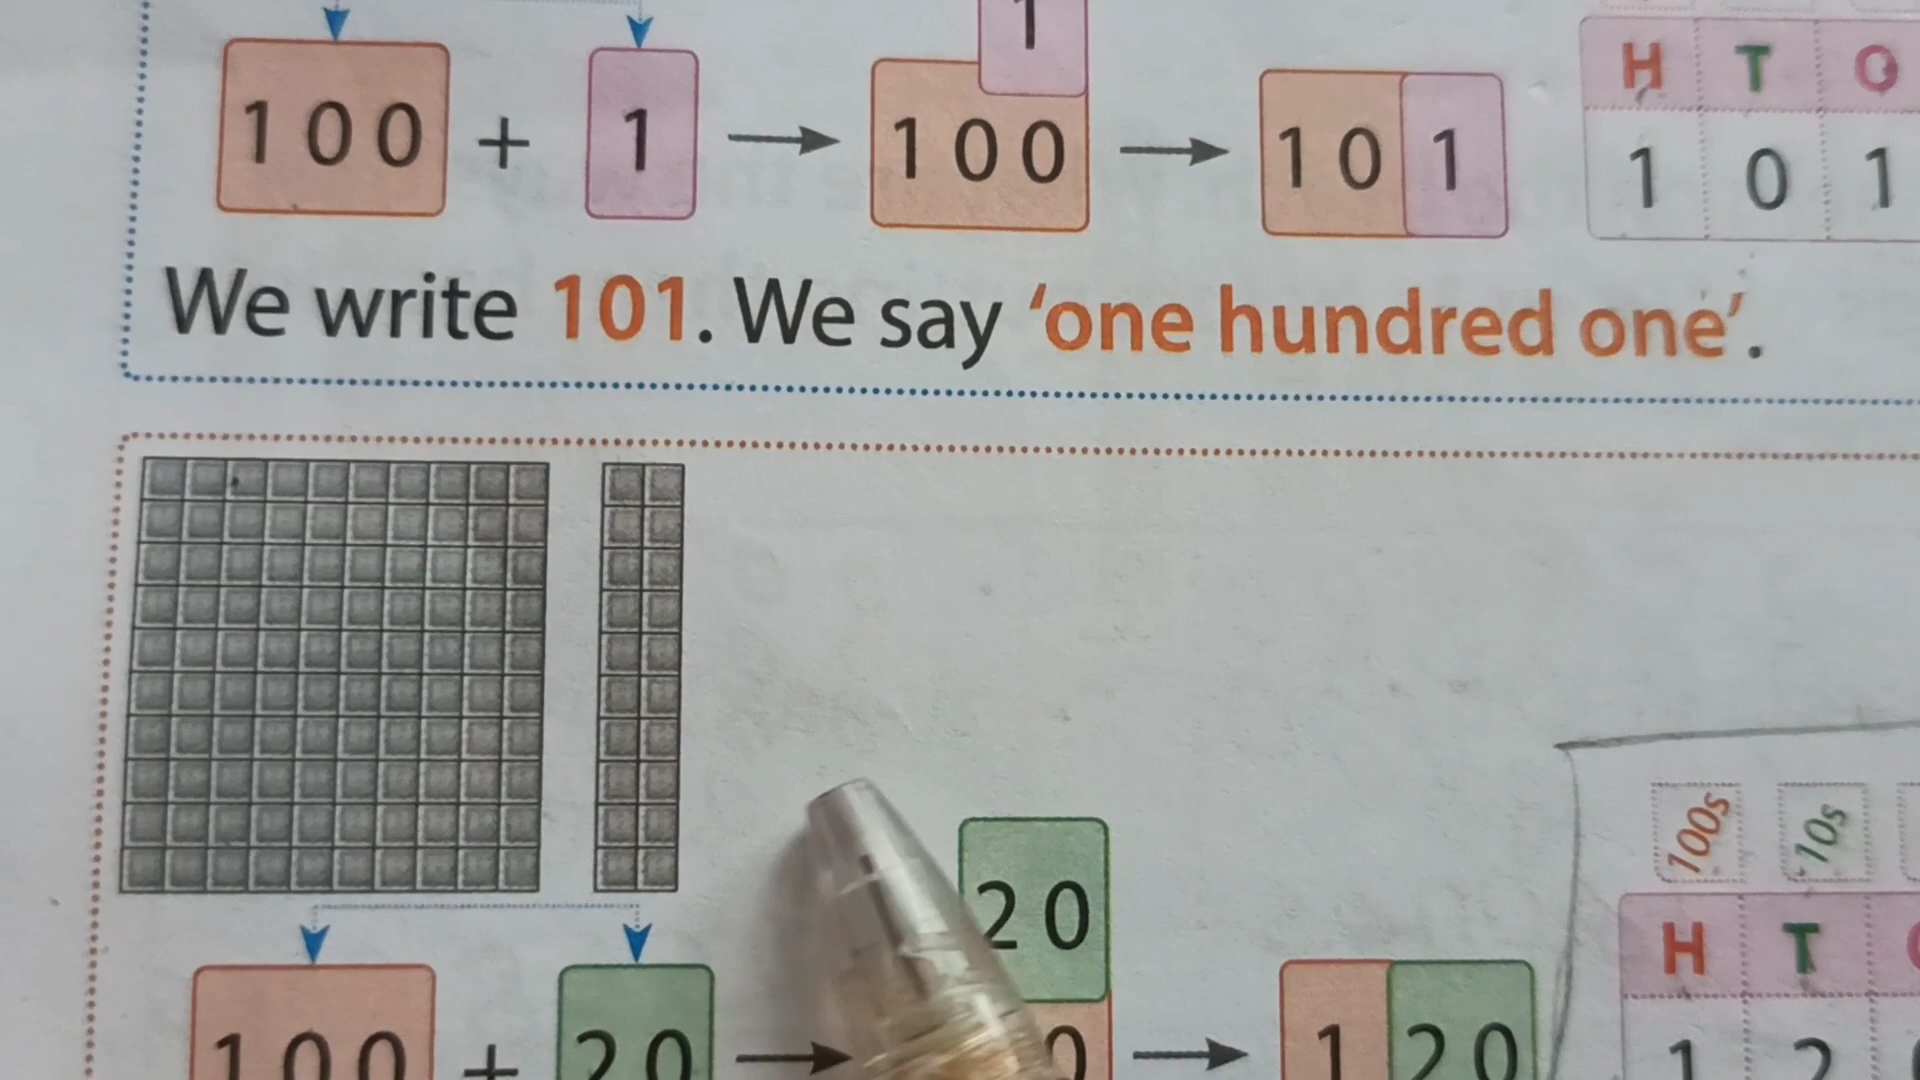 1
100 + 1 → 100 → 101
H T O
1 0 1
We write 101. We say ‘one hundred one’.
100s 10s
20
H T
100 + 20 → 0 → 120
1 2